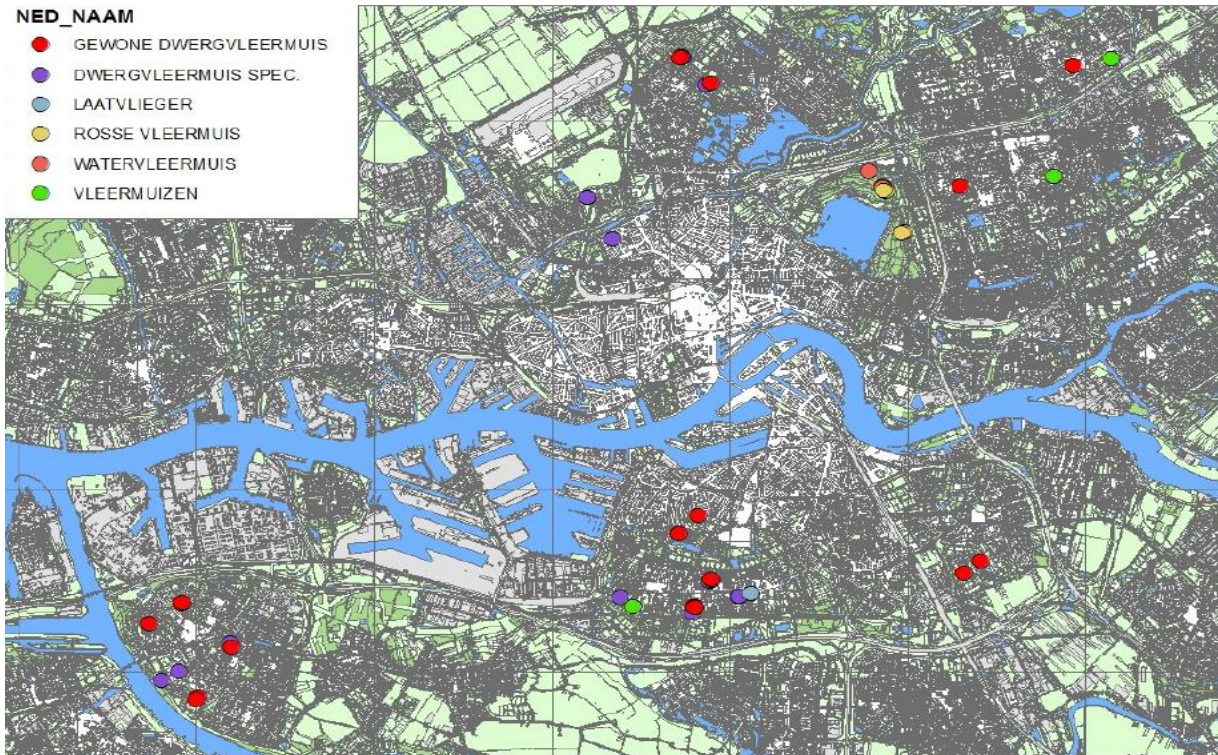 NED_NAAM
GEWONE DWERGVLEERMUIS
DWERGVLEERMUIS SPEC.
LAATVLIEGER
ROSSE VLEERMUIS
WATERVLEERMUIS
VLEERMUIZEN